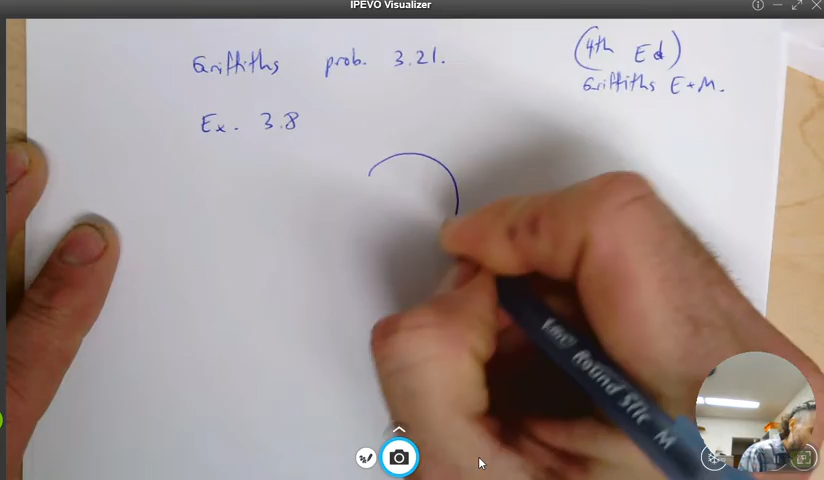 IPEVO Visualizer
Griffiths prob. 3.21.
(4th Ed)
Griffiths E+M.
Ex. 3.8
Round Stic M